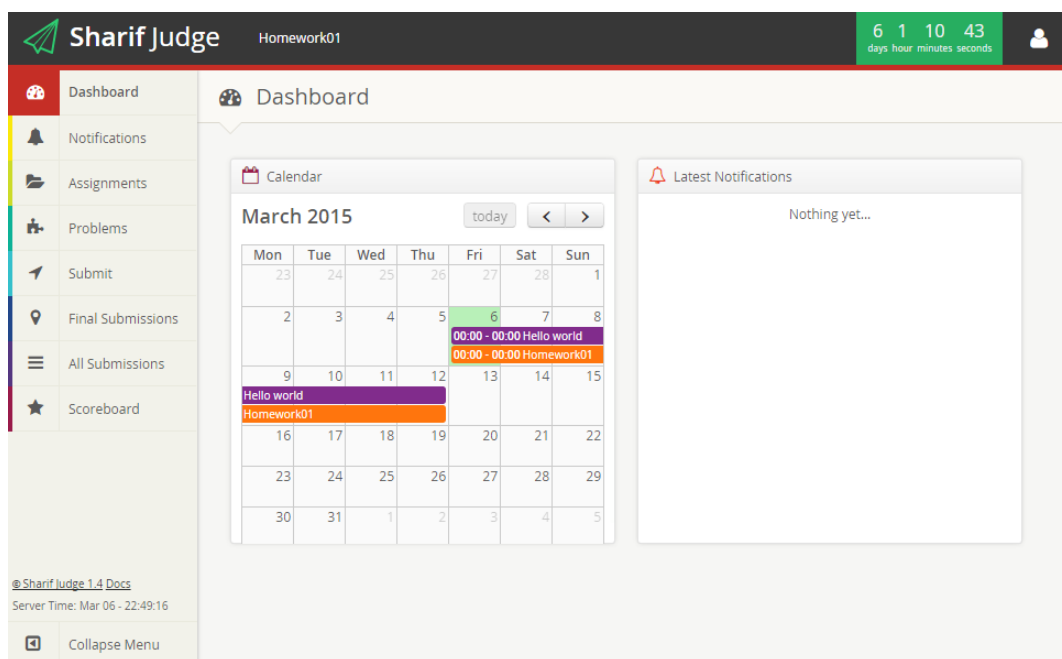 Sharif Judge Homework01 6 1 10 43
days hour minutes seconds
Dashboard
Notifications
Assignments
Problems
Submit
Final Submissions
All Submissions
Scoreboard
© Sharif Judge 1.4 Docs
Server Time: Mar 06 - 22:49:16
Collapse Menu
Dashboard
Calendar
March 2015 today
Mon Tue Wed Thu Fri Sat Sun
23 24 25 26 27 28 1
2 3 4 5 6 7 8
00:00 - 00:00 Hello world
00:00 - 00:00 Homework01
9 10 11 12 13 14 15
Hello world
Homework01
16 17 18 19 20 21 22
23 24 25 26 27 28 29
30 31 1 2 3 4 5
Latest Notifications
Nothing yet...